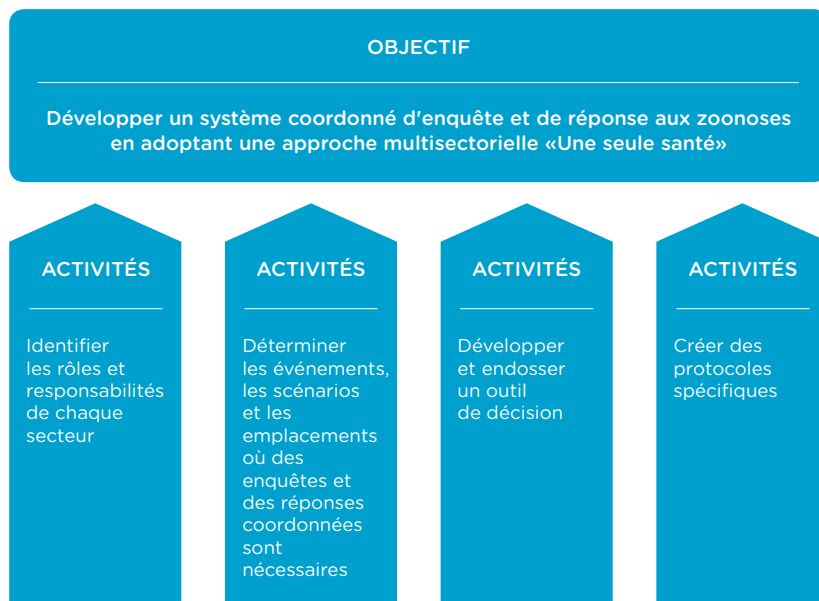 OBJECTIF
Développer un système coordonné d'enquête et de réponse aux zoonoses
en adoptant une approche multisectorielle «Une seule santé»
ACTIVITÉS
Identifier
les rôles et
responsabilités
de chaque
secteur
ACTIVITÉS
Déterminer
les événements,
les scénarios
et les
emplacements
où des
enquêtes et
des réponses
coordonnées
sont
nécessaires
ACTIVITÉS
Développer
et endosser
un outil
de décision
ACTIVITÉS
Créer des
protocoles
spécifiques